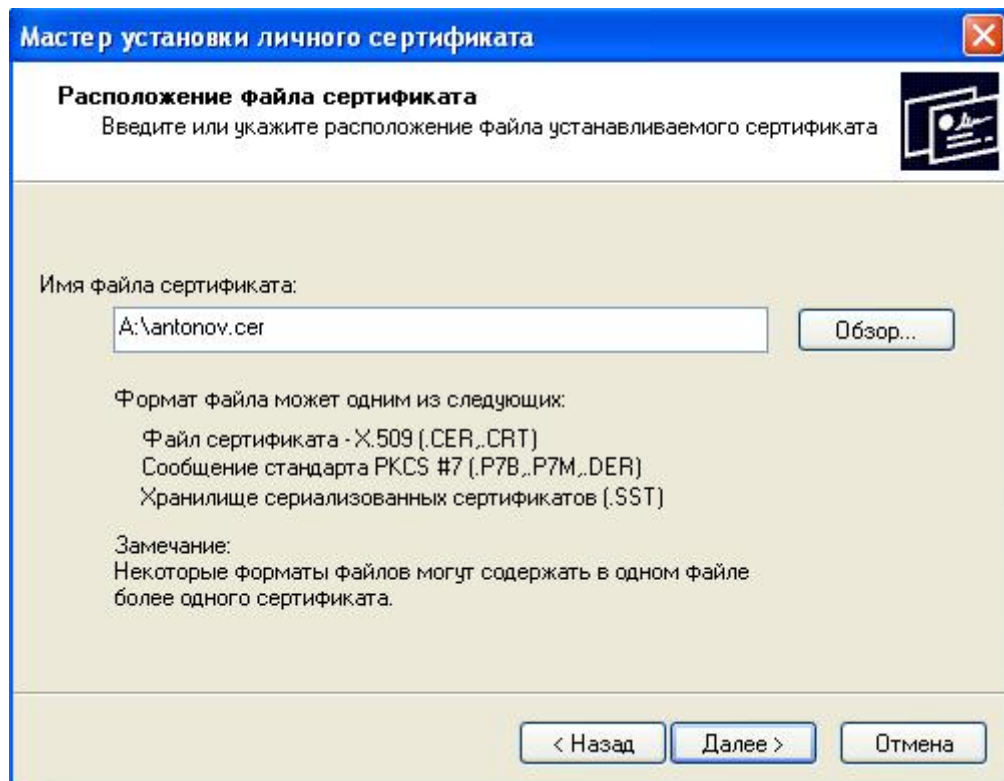 Мастер установки личного сертификата
Расположение файла сертификата
Введите или укажите расположение файла устанавливаемого сертификата
Имя файла сертификата:
A:\antonov.cer
Обзор...
Формат файла может одним из следующих:
Файл сертификата - X.509 (.CER,.CRT)
Сообщение стандарта PKCS #7 (.P7B,.P7M,.DER)
Хранилище сериализованных сертификатов (.SST)
Замечание:
Некоторые форматы файлов могут содержать в одном файле
более одного сертификата.
< Назад
Далее >
Отмена